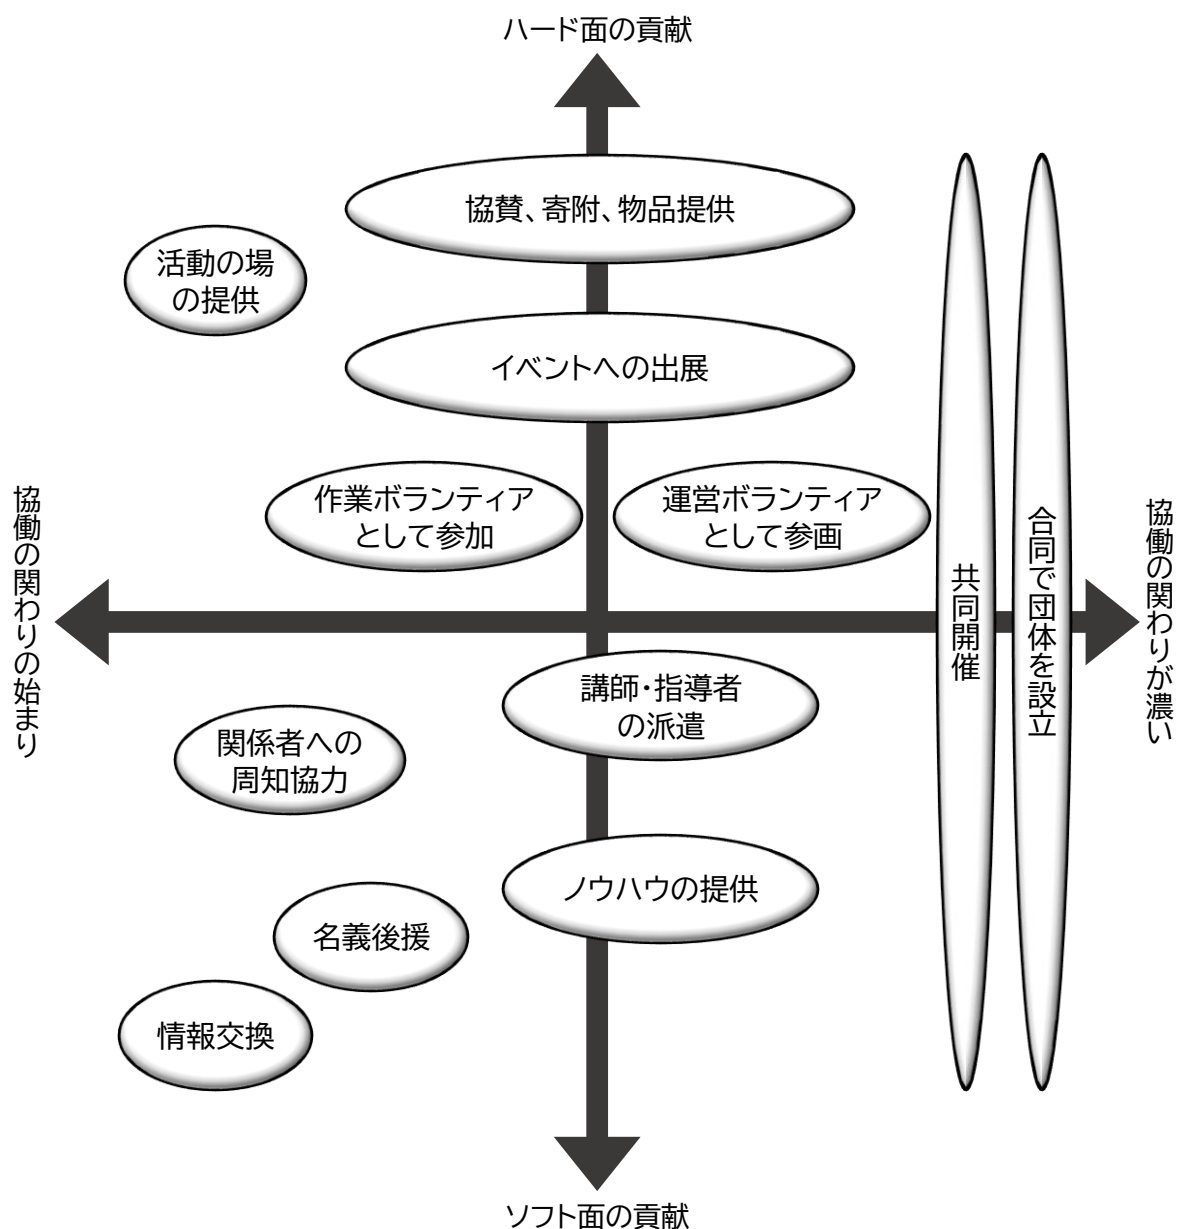 ハード面の貢献
協賛、寄附、物品提供
活動の場
の提供
イベントへの出展
作業ボランティア
として参加
運営ボランティア
として参画
協働の関わりの始まり
共同開催
合同で団体を設立
協働の関わりが濃い
講師・指導者
の派遣
関係者への
周知協力
ノウハウの提供
名義後援
情報交換
ソフト面の貢献